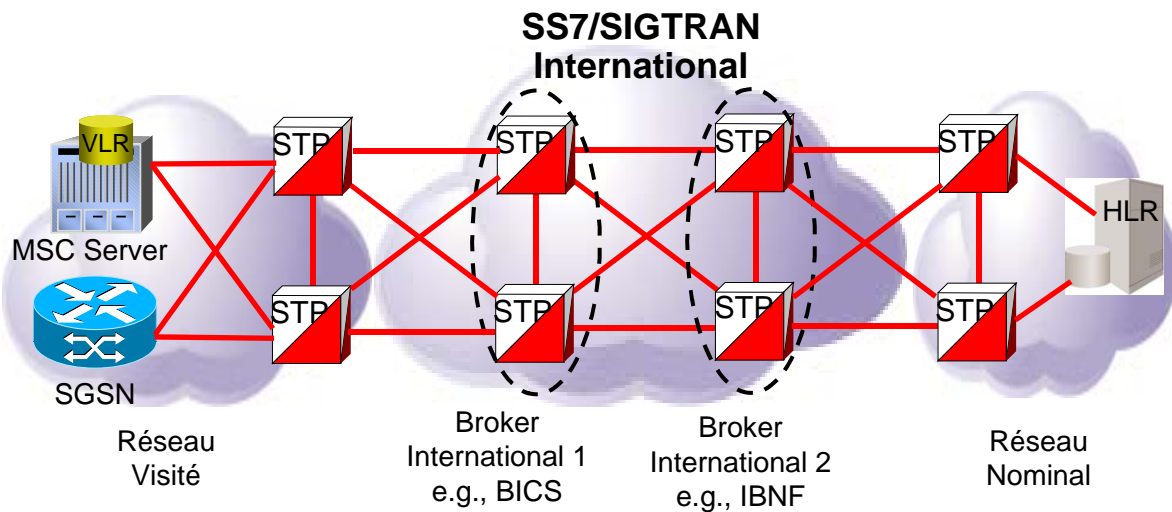 SS7/SIGTRAN
International
VLR
STP
STP
STP
STP
HLR
MSC Server
STP
STP
STP
STP
SGSN
Réseau
Visité
Broker
International 1
e.g., BICS
Broker
International 2
e.g., IBNF
Réseau
Nominal